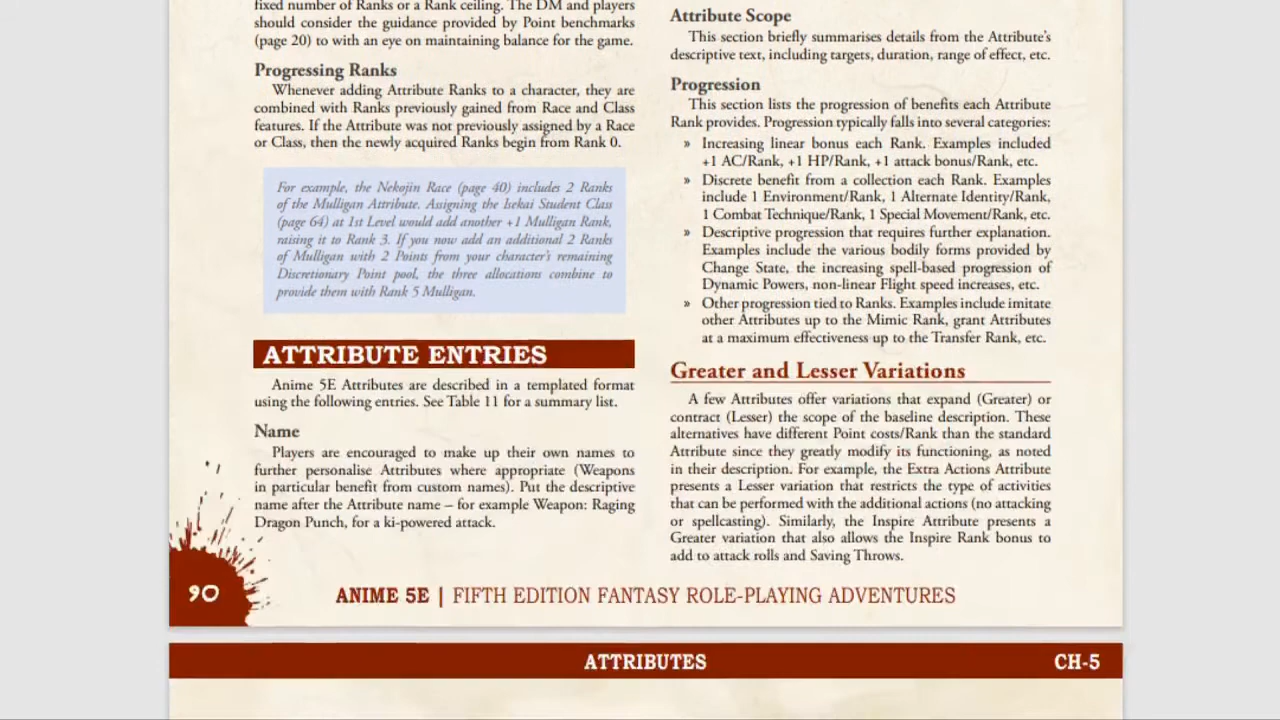 fixed number of Ranks or a Rank ceiling. The DM and players
should consider the guidance provided by Point benchmarks
(page 20) to with an eye on maintaining balance for the game.
Progressing Ranks
Whenever adding Attribute Ranks to a character, they are
combined with Ranks previously gained from Race and Class
features. If the Attribute was not previously assigned by a Race
or Class, then the newly acquired Ranks begin from Rank 0.
For example, the Nekojin Race (page 40) includes 2 Ranks
of the Mulligan Attribute. Assigning the Isekai Student Class
(page 64) at 1st Level would add another +1 Mulligan Rank,
raising it to Rank 3. If you now add an additional 2 Ranks
of Mulligan with 2 Points from your character's remaining
Discretionary Point pool, the three allocations combine to
provide them with Rank 5 Mulligan.
ATTRIBUTE ENTRIES
Anime 5E Attributes are described in a templated format
using the following entries. See Table 11 for a summary list.
Name
Players are encouraged to make up their own names to
further personalise Attributes where appropriate (Weapons
in particular benefit from custom names). Put the descriptive
name after the Attribute name – for example Weapon: Raging
Dragon Punch, for a ki-powered attack.
Attribute Scope
This section briefly summarises details from the Attribute's
descriptive text, including targets, duration, range of effect, etc.
Progression
This section lists the progression of benefits each Attribute
Rank provides. Progression typically falls into several categories:
» Increasing linear bonus each Rank. Examples included
+1 AC/Rank, +1 HP/Rank, +1 attack bonus/Rank, etc.
» Discrete benefit from a collection each Rank. Examples
include 1 Environment/Rank, 1 Alternate Identity/Rank,
1 Combat Technique/Rank, 1 Special Movement/Rank, etc.
» Descriptive progression that requires further explanation.
Examples include the various bodily forms provided by
Change State, the increasing spell-based progression of
Dynamic Powers, non-linear Flight speed increases, etc.
» Other progression tied to Ranks. Examples include imitate
other Attributes up to the Mimic Rank, grant Attributes
at a maximum effectiveness up to the Transfer Rank, etc.
Greater and Lesser Variations
A few Attributes offer variations that expand (Greater) or
contract (Lesser) the scope of the baseline description. These
alternatives have different Point costs/Rank than the standard
Attribute since they greatly modify its functioning, as noted
in their description. For example, the Extra Actions Attribute
presents a Lesser variation that restricts the type of activities
that can be performed with the additional actions (no attacking
or spellcasting). Similarly, the Inspire Attribute presents a
Greater variation that also allows the Inspire Rank bonus to
add to attack rolls and Saving Throws.
90
ANIME 5E | FIFTH EDITION FANTASY ROLE-PLAYING ADVENTURES
ATTRIBUTES
CH-5